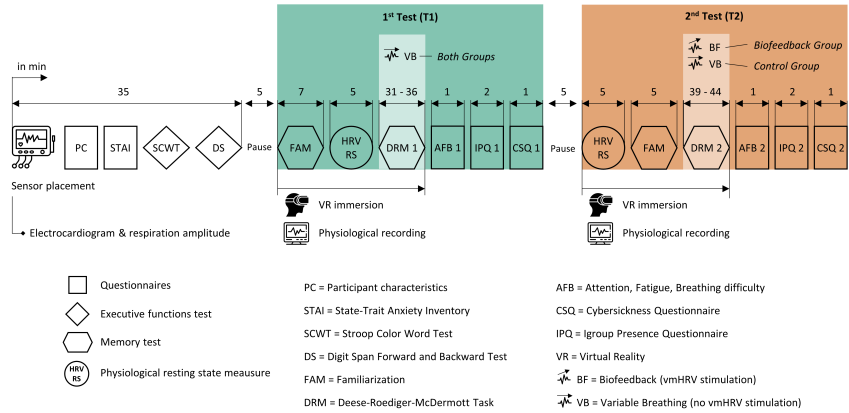 1st Test (T1)
2nd Test (T2)
in min
VB
Both Groups
BF
Biofeedback Group
VB
Control Group
35
5
7
5
31 - 36
1
2
1
5
5
5
39 - 44
1
2
1
PC
STAI
SCWT
DS
Pause
FAM
HRV
RS
DRM 1
AFB 1
IPQ 1
CSQ 1
Pause
HRV
RS
FAM
DRM 2
AFB 2
IPQ 2
CSQ 2
Sensor placement
Electrocardiogram & respiration amplitude
VR immersion
Physiological recording
VR immersion
Physiological recording
Questionnaires
Executive functions test
Memory test
HRV
RS
Physiological resting state meausure
PC = Participant characteristics
STAI = State-Trait Anxiety Inventory
SCWT = Stroop Color Word Test
DS = Digit Span Forward and Backward Test
FAM = Familiarization
DRM = Deese-Roediger-McDermott Task
AFB = Attention, Fatigue, Breathing difficulty
CSQ = Cybersickness Questionnaire
IPQ = Igroup Presence Questionnaire
VR = Virtual Reality
BF = Biofeedback (vmHRV stimulation)
VB = Variable Breathing (no vmHRV stimulation)